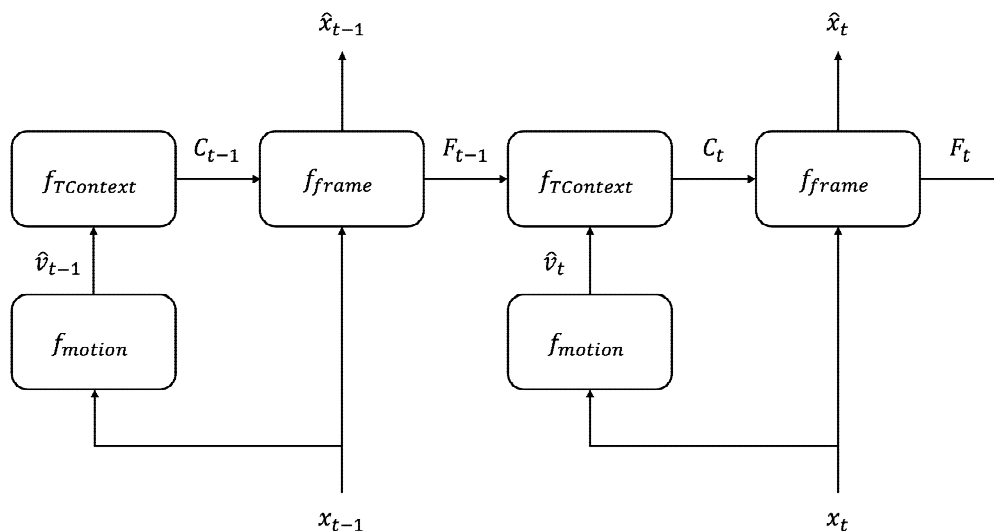 x̂_{t−1} x̂_t
C_{t−1} F_{t−1} C_t F_t
f_{TContext} f_{frame} f_{TContext} f_{frame}
v̂_{t−1} v̂_t
f_{motion} f_{motion}
x_{t−1} x_t